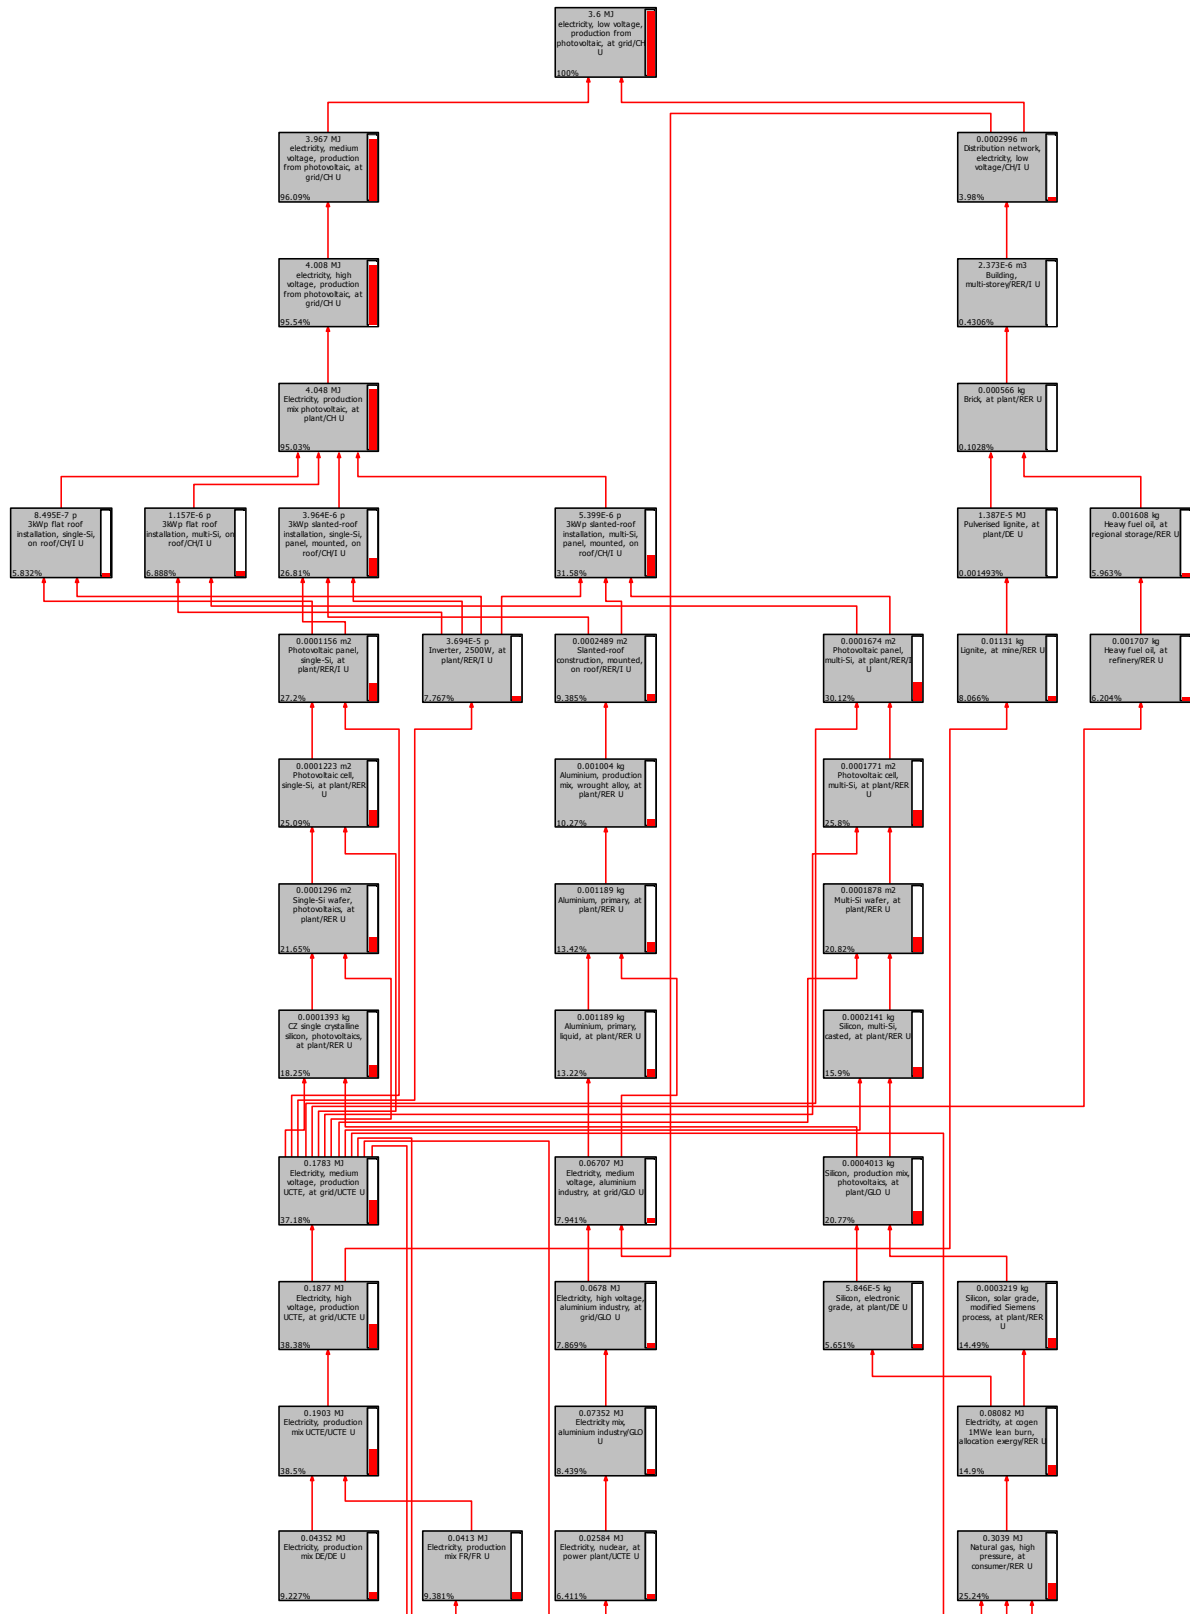 3.6 MJ
electricity, low voltage,
production from
photovoltaic, at grid/CH
U
100%
3.967 MJ
electricity, medium
voltage, production
from photovoltaic, at
grid/CH U
96.09%
0.0002996 m
Distribution network,
electricity, low
voltage/CH/I U
3.98%
4.008 MJ
electricity, high
voltage, production
from photovoltaic, at
grid/CH U
95.54%
2.373E-6 m3
Building,
multi-storey/RER/I U
0.4306%
4.048 MJ
Electricity, production
mix photovoltaic, at
plant/CH U
95.03%
0.000566 kg
Brick, at plant/RER U
0.1028%
8.495E-7 p
3kWp flat roof
installation, single-Si,
on roof/CH/I U
5.832%
1.157E-6 p
3kWp flat roof
installation, multi-Si, on
roof/CH/I U
6.888%
3.964E-6 p
3kWp slanted-roof
installation, single-Si,
panel, mounted, on
roof/CH/I U
26.81%
5.399E-6 p
3kWp slanted-roof
installation, multi-Si,
panel, mounted, on
roof/CH/I U
31.58%
1.387E-5 MJ
Pulverised lignite, at
plant/DE U
0.001493%
0.001608 kg
Heavy fuel oil, at
regional storage/RER U
5.963%
0.0001156 m2
Photovoltaic panel,
single-Si, at
plant/RER/I U
27.2%
3.694E-5 p
Inverter, 2500W, at
plant/RER/I U
7.767%
0.0002489 m2
Slanted-roof
construction, mounted,
on roof/RER/I U
9.385%
0.0001674 m2
Photovoltaic panel,
multi-Si, at plant/RER/I
U
30.12%
0.01131 kg
Lignite, at mine/RER U
8.066%
0.001707 kg
Heavy fuel oil, at
refinery/RER U
6.204%
0.0001223 m2
Photovoltaic cell,
single-Si, at plant/RER
U
25.09%
0.001004 kg
Aluminium, production
mix, wrought alloy, at
plant/RER U
10.27%
0.0001771 m2
Photovoltaic cell,
multi-Si, at plant/RER
U
25.8%
0.0001296 m2
Single-Si wafer,
photovoltaics, at
plant/RER U
21.65%
0.001189 kg
Aluminium, primary, at
plant/RER U
13.42%
0.0001878 m2
Multi-Si wafer, at
plant/RER U
20.82%
0.0001393 kg
CZ single crystalline
silicon, photovoltaics,
at plant/RER U
18.25%
0.001189 kg
Aluminium, primary,
liquid, at plant/RER U
13.22%
0.0002141 kg
Silicon, multi-Si,
casted, at plant/RER U
15.9%
0.1783 MJ
Electricity, medium
voltage, production
UCTE, at grid/UCTE U
37.18%
0.06707 MJ
Electricity, medium
voltage, aluminium
industry, at grid/GLO U
7.941%
0.0004013 kg
Silicon, production mix,
photovoltaics, at
plant/GLO U
20.77%
0.1877 MJ
Electricity, high
voltage, production
UCTE, at grid/UCTE U
38.38%
0.0678 MJ
Electricity, high voltage,
aluminium industry, at
grid/GLO U
7.869%
5.846E-5 kg
Silicon, electronic
grade, at plant/DE U
5.651%
0.0003219 kg
Silicon, solar grade,
modified Siemens
process, at plant/RER
U
14.49%
0.1903 MJ
Electricity, production
mix UCTE/UCTE U
38.5%
0.07352 MJ
Electricity mix,
aluminium industry/GLO
U
8.439%
0.08082 MJ
Electricity, at cogen
1MWe lean burn,
allocation exergy/RER U
14.9%
0.04352 MJ
Electricity, production
mix DE/DE U
9.227%
0.0413 MJ
Electricity, production
mix FR/FR U
9.381%
0.02584 MJ
Electricity, nuclear, at
power plant/UCTE U
6.411%
0.3039 MJ
Natural gas, high
pressure, at
consumer/RER U
25.24%